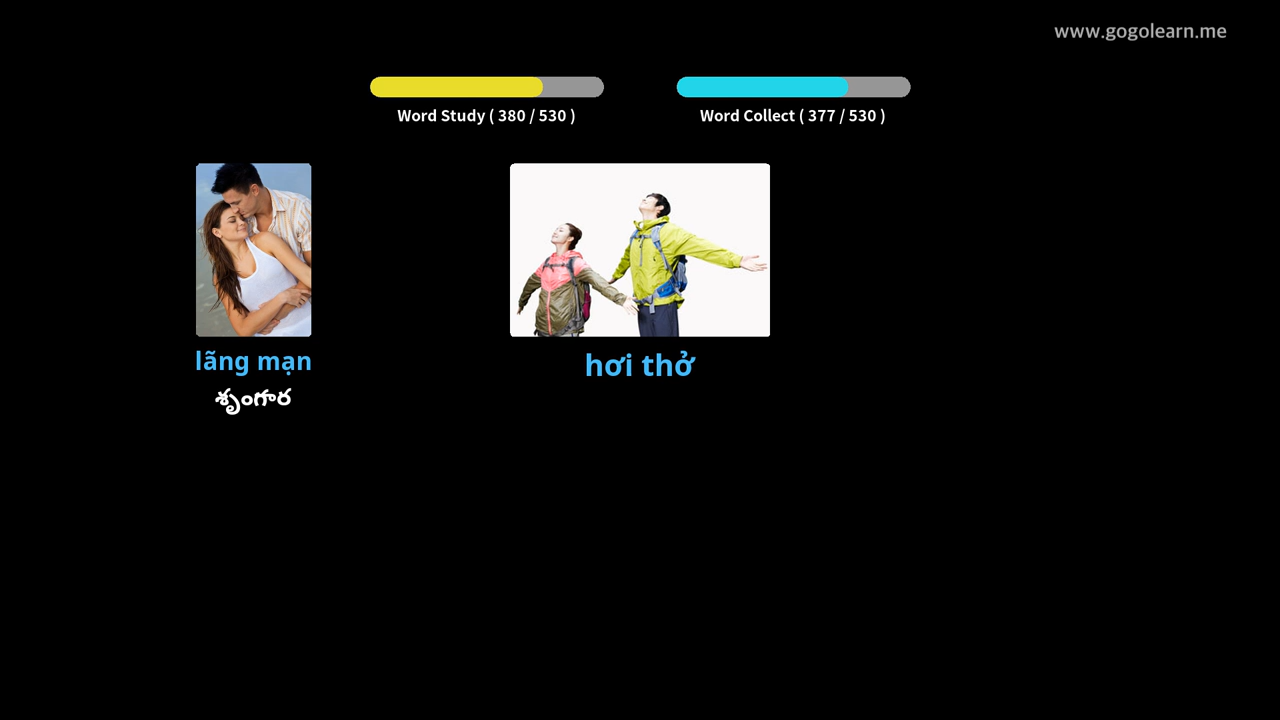 www.gogolearn.me
Word Study ( 380 / 530 )
Word Collect ( 377 / 530 )
lãng mạn
శృంగార
hơi thở